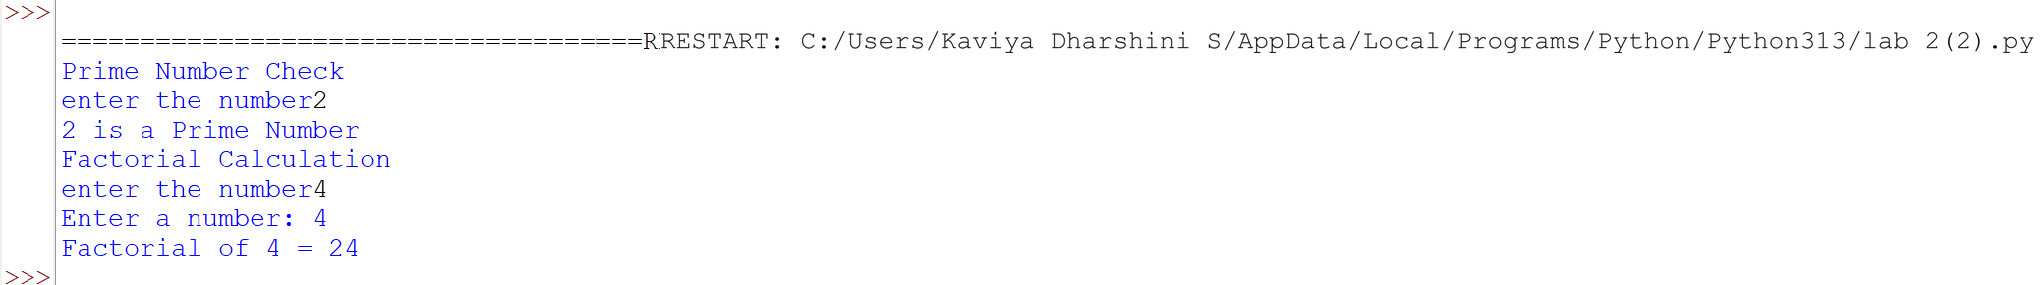 >>>
=======================================RRESTART: C:/Users/Kaviya Dharshini S/AppData/Local/Programs/Python/Python313/lab 2(2).py
Prime Number Check
enter the number2
2 is a Prime Number
Factorial Calculation
enter the number4
Enter a number: 4
Factorial of 4 = 24
>>>